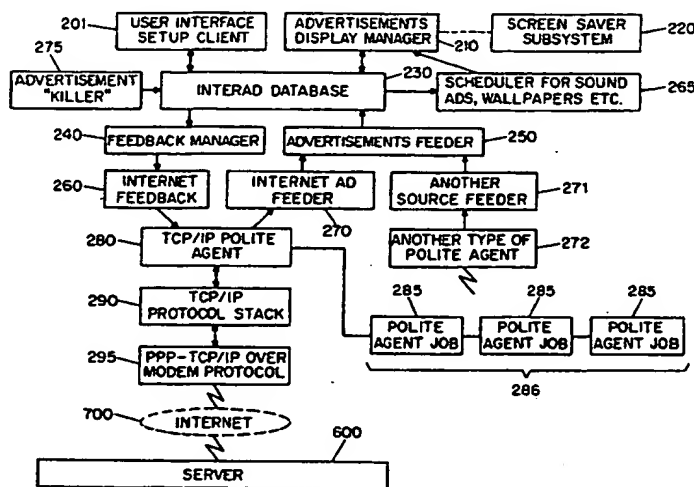 201
USER INTERFACE
SETUP CLIENT
ADVERTISEMENTS
DISPLAY MANAGER
210
SCREEN SAVER
SUBSYSTEM
220
275
ADVERTISEMENT
"KILLER"
230
INTERAD DATABASE
SCHEDULER FOR SOUND
ADS, WALLPAPERS ETC.
265
240
FEEDBACK MANAGER
250
ADVERTISEMENTS FEEDER
260
INTERNET
FEEDBACK
INTERNET AD
FEEDER
270
ANOTHER
SOURCE FEEDER
271
280
TCP/IP POLITE
AGENT
ANOTHER TYPE OF
POLITE AGENT
272
290
TCP/IP
PROTOCOL STACK
285
285
285
POLITE
AGENT JOB
POLITE
AGENT JOB
POLITE
AGENT JOB
295
PPP-TCP/IP OVER
MODEM PROTOCOL
286
700
INTERNET
600
SERVER